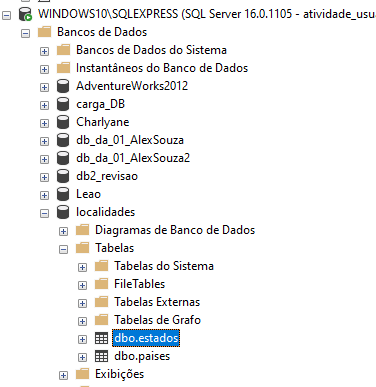 WINDOWS10\SQLEXPRESS (SQL Server 16.0.1105 - atividade_usu
Bancos de Dados
Bancos de Dados do Sistema
Instantâneos do Banco de Dados
AdventureWorks2012
carga_DB
Charlyane
db_da_01_AlexSouza
db_da_01_AlexSouza2
db2_revisao
Leao
localidades
Diagramas de Banco de Dados
Tabelas
Tabelas do Sistema
FileTables
Tabelas Externas
Tabelas de Grafo
dbo.estados
dbo.paises
Exibições